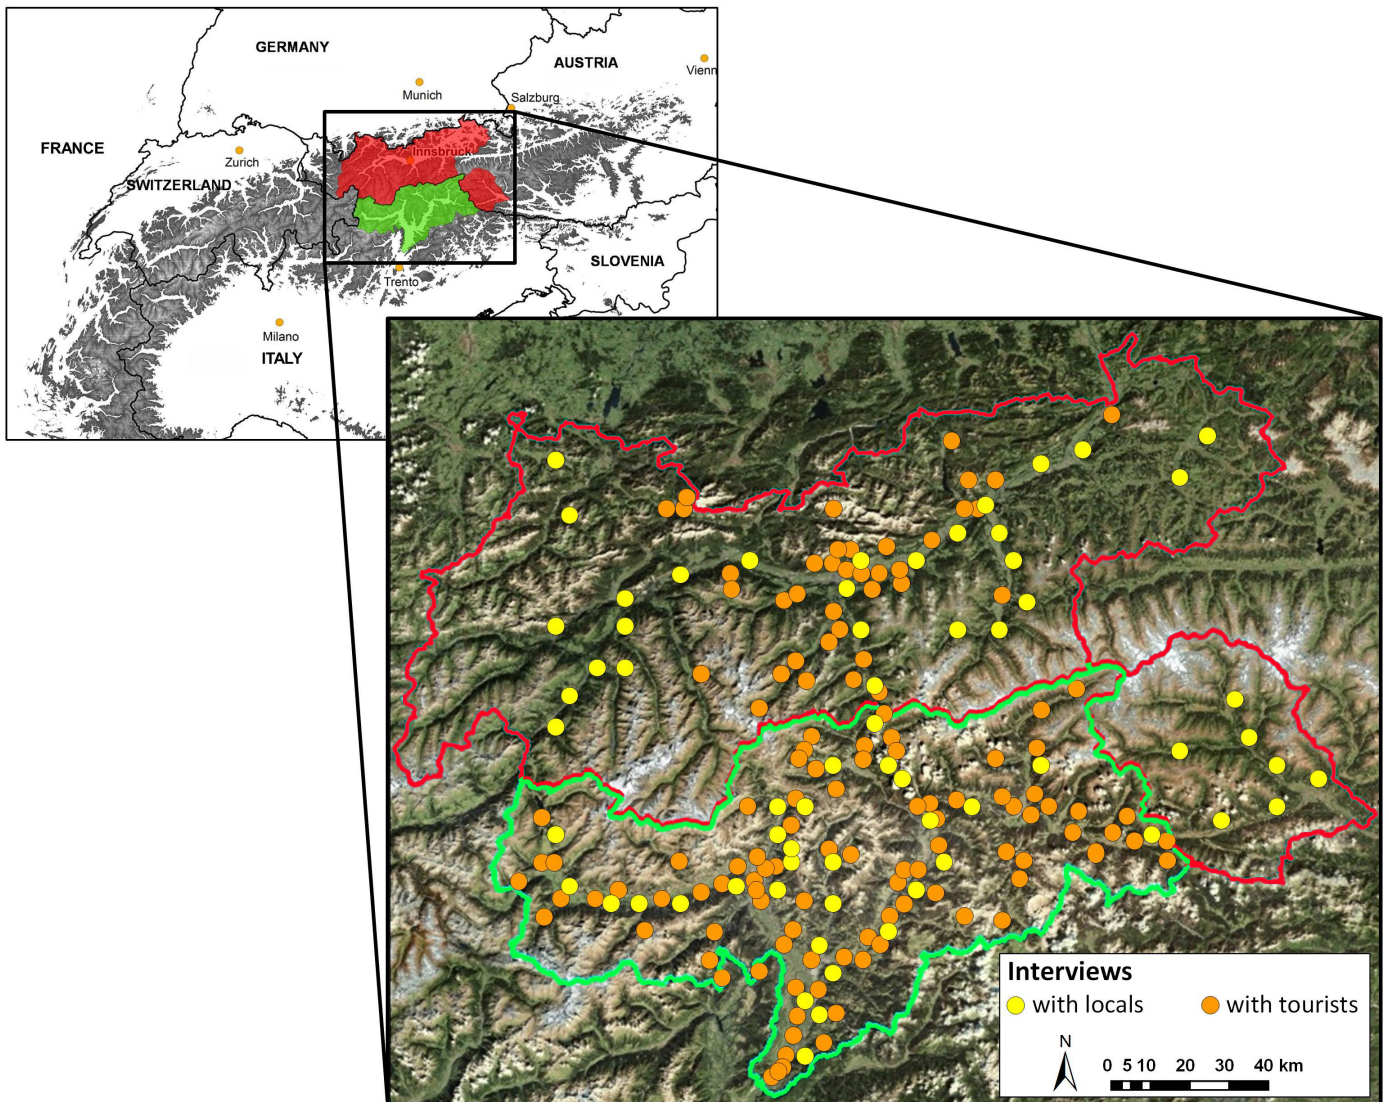 GERMANY
AUSTRIA
Vienn
Munich
Salzburg
FRANCE
Zurich
Innsbruck
SWITZERLAND
SLOVENIA
Trento
Milano
ITALY
Interviews
with locals
with tourists
N
0 5 10 20 30 40 km